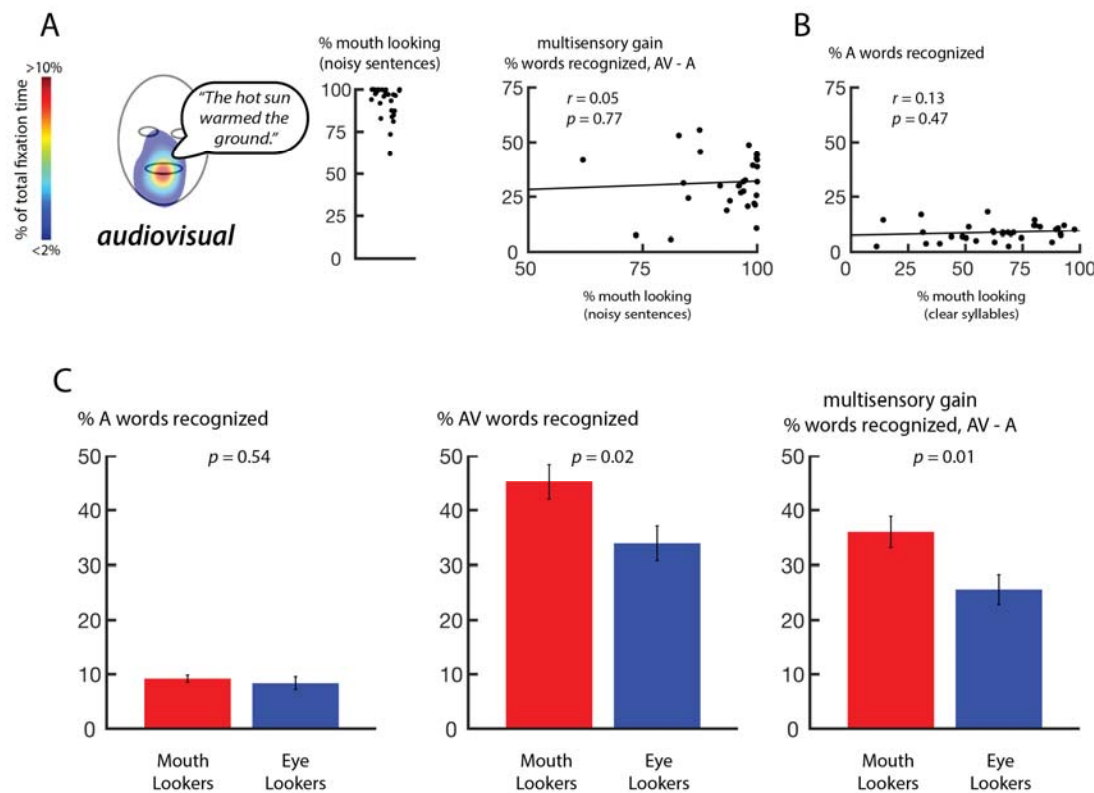 A
>10%
% of total fixation time
<2%
"The hot sun
warmed the
ground."
audiovisual
% mouth looking
(noisy sentences)
100
75
50
25
0
multisensory gain
% words recognized, AV - A
r = 0.05
p = 0.77
75
50
25
0
50
75
100
% mouth looking
(noisy sentences)
B
% A words recognized
r = 0.13
p = 0.47
75
50
25
0
0
25
50
75
100
% mouth looking
(clear syllables)
C
% A words recognized
p = 0.54
50
40
30
20
10
0
Mouth
Lookers
Eye
Lookers
% AV words recognized
p = 0.02
50
40
30
20
10
0
Mouth
Lookers
Eye
Lookers
multisensory gain
% words recognized, AV - A
p = 0.01
50
40
30
20
10
0
Mouth
Lookers
Eye
Lookers